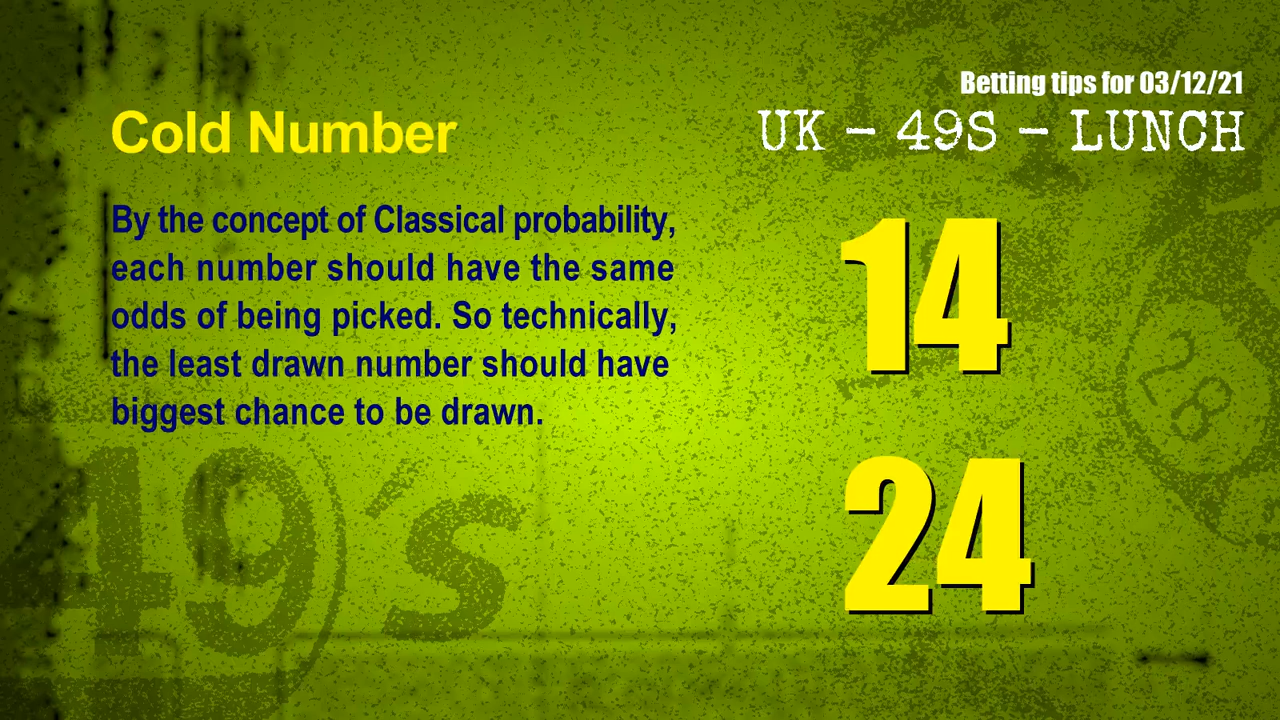 Betting tips for 03/12/21
UK - 49S - LUNCH
Cold Number
By the concept of Classical probability,
each number should have the same
odds of being picked. So technically,
the least drawn number should have
biggest chance to be drawn.
14
24
49's
28